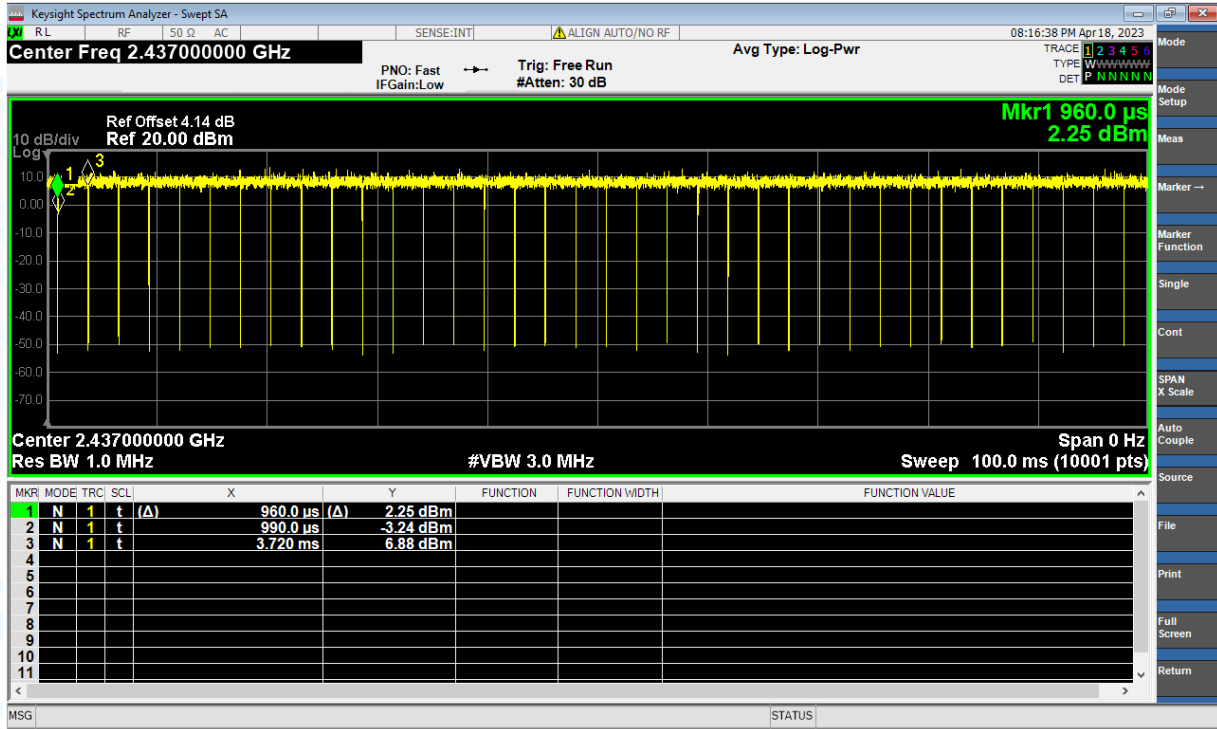 Keysight Spectrum Analyzer - Swept SA
LXI RL RF 50 Ω AC SENSE:INT ALIGN AUTO/NO RF 08:16:38 PM Apr 18, 2023
Center Freq 2.437000000 GHz
PNO: Fast
IFGain:Low
Trig: Free Run
#Atten: 30 dB
Avg Type: Log-Pwr
TRACE 1 2 3 4 5 6
TYPE WWWWWW
DET P N N N N N
Ref Offset 4.14 dB
10 dB/div Ref 20.00 dBm
Log
Mkr1 960.0 µs
2.25 dBm
10.0
0.00
-10.0
-20.0
-30.0
-40.0
-50.0
-60.0
-70.0
1
2
3
Center 2.437000000 GHz Span 0 Hz
Res BW 1.0 MHz #VBW 3.0 MHz Sweep 100.0 ms (10001 pts)
MKR MODE TRC SCL X Y FUNCTION FUNCTION WIDTH FUNCTION VALUE
1 N 1 t (Δ) 960.0 µs (Δ) 2.25 dBm
2 N 1 t 990.0 µs -3.24 dBm
3 N 1 t 3.720 ms 6.88 dBm
4
5
6
7
8
9
10
11
MSG STATUS
Mode
Mode
Setup
Meas
Marker →
Marker
Function
Single
Cont
SPAN
X Scale
Auto
Couple
Source
File
Print
Full
Screen
Return